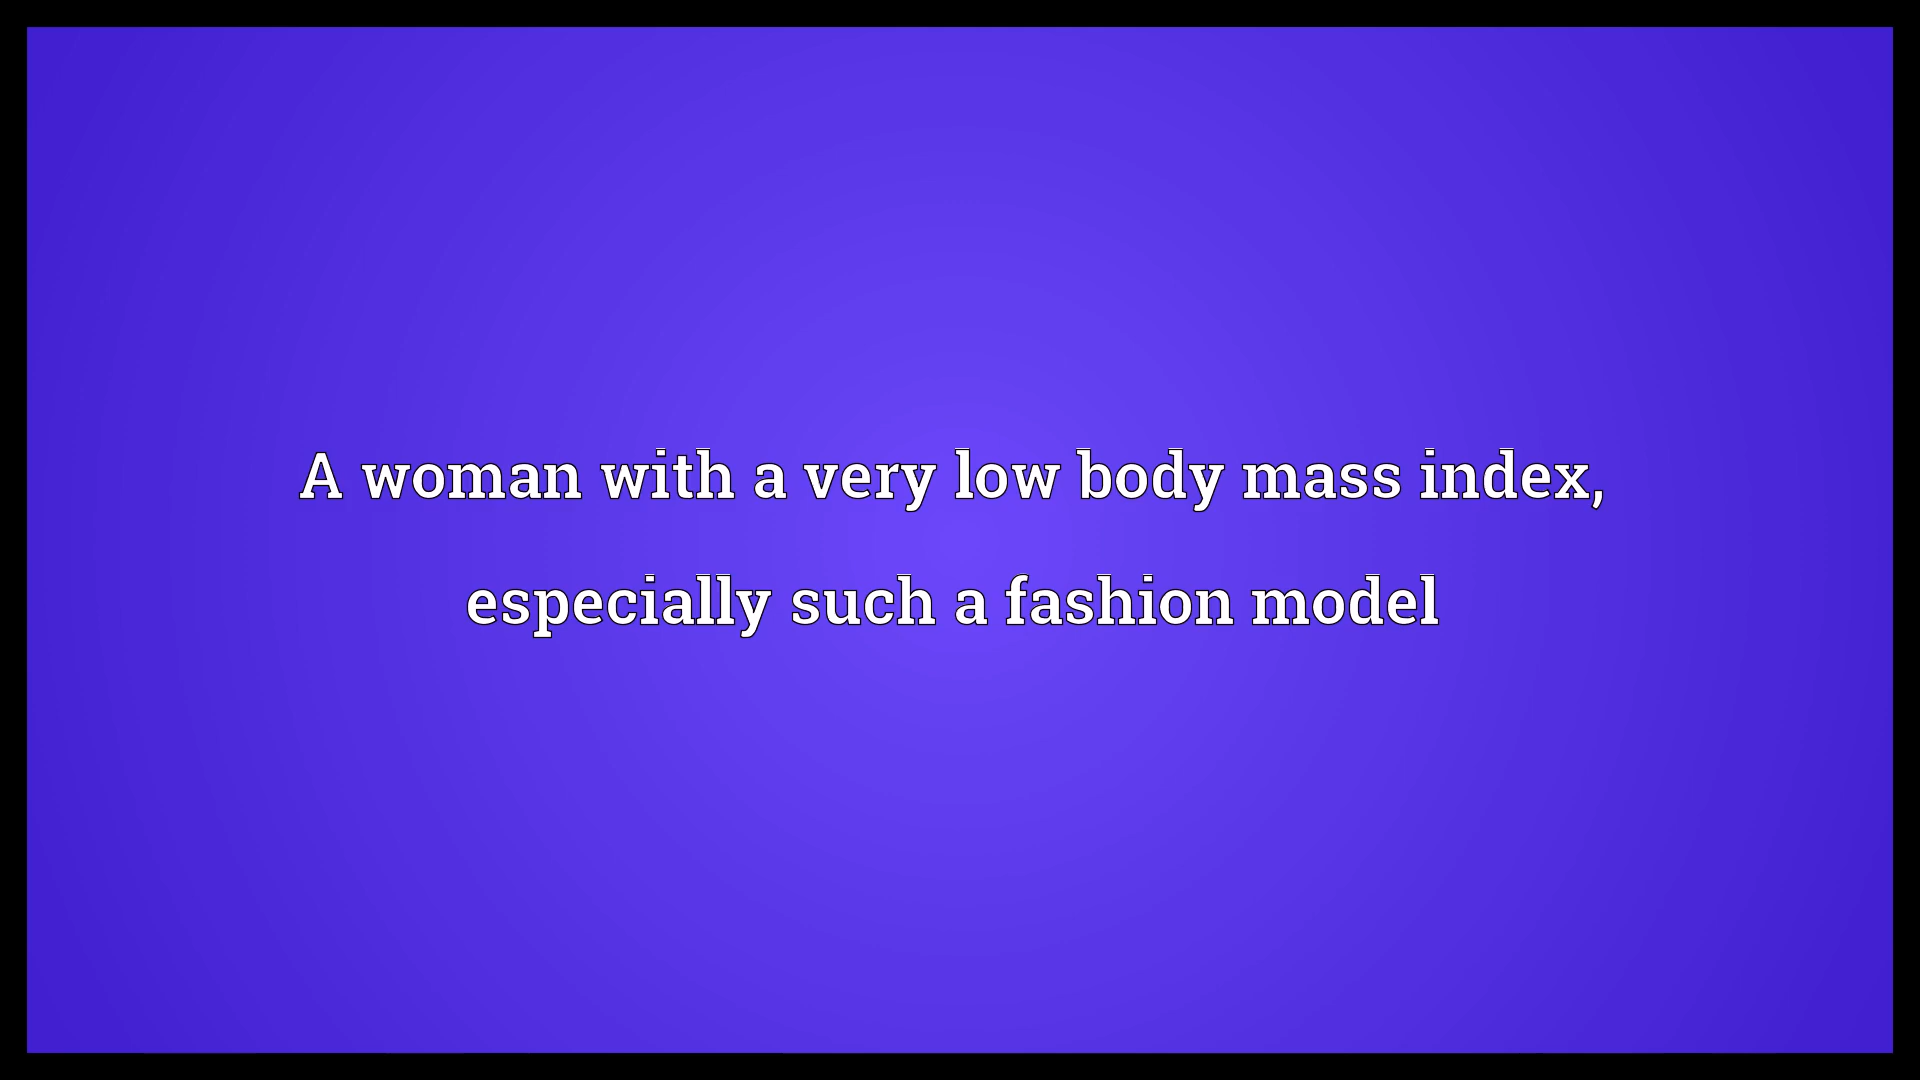 A woman with a very low body mass index,
especially such a fashion model